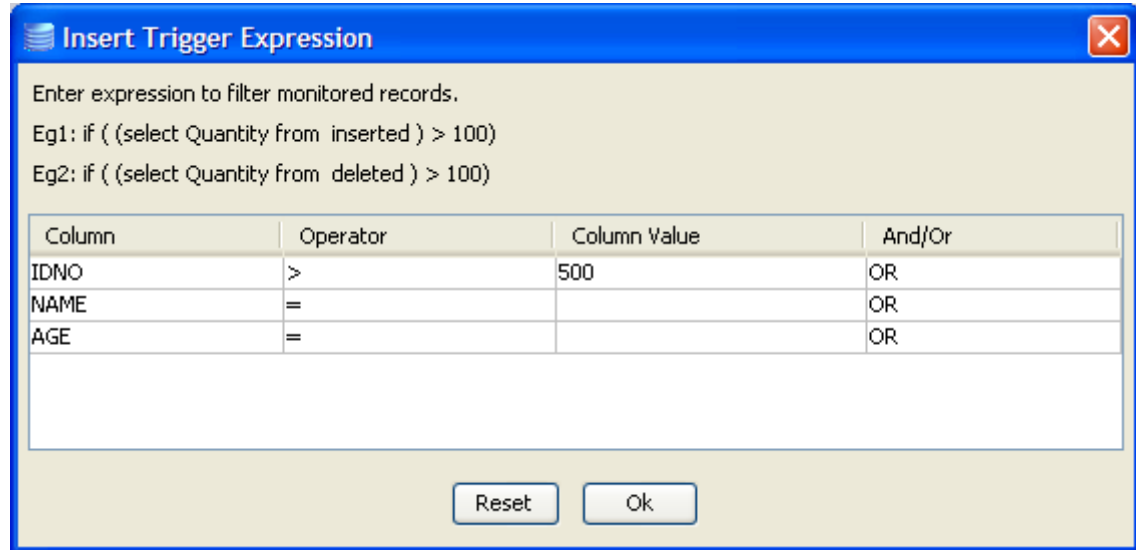 Insert Trigger Expression
Enter expression to filter monitored records.
Eg1: if ( (select Quantity from  inserted ) > 100)
Eg2: if ( (select Quantity from  deleted ) > 100)
Column Operator Column Value And/Or
IDNO > 500 OR
NAME = OR
AGE = OR
Reset Ok